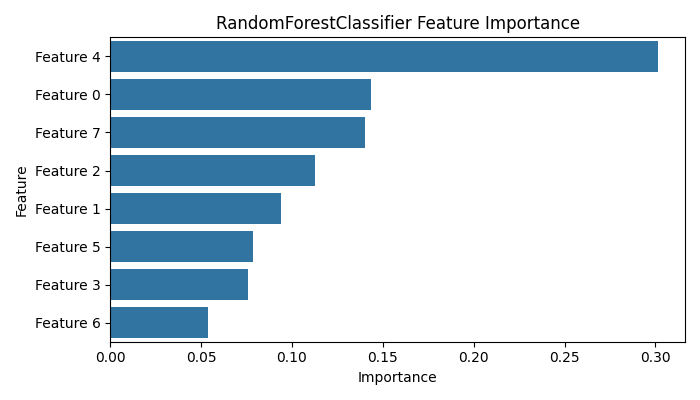 RandomForestClassifier Feature Importance
Feature 4
Feature 0
Feature 7
Feature 2
Feature 1
Feature 5
Feature 3
Feature 6
Feature
0.00 0.05 0.10 0.15 0.20 0.25 0.30
Importance